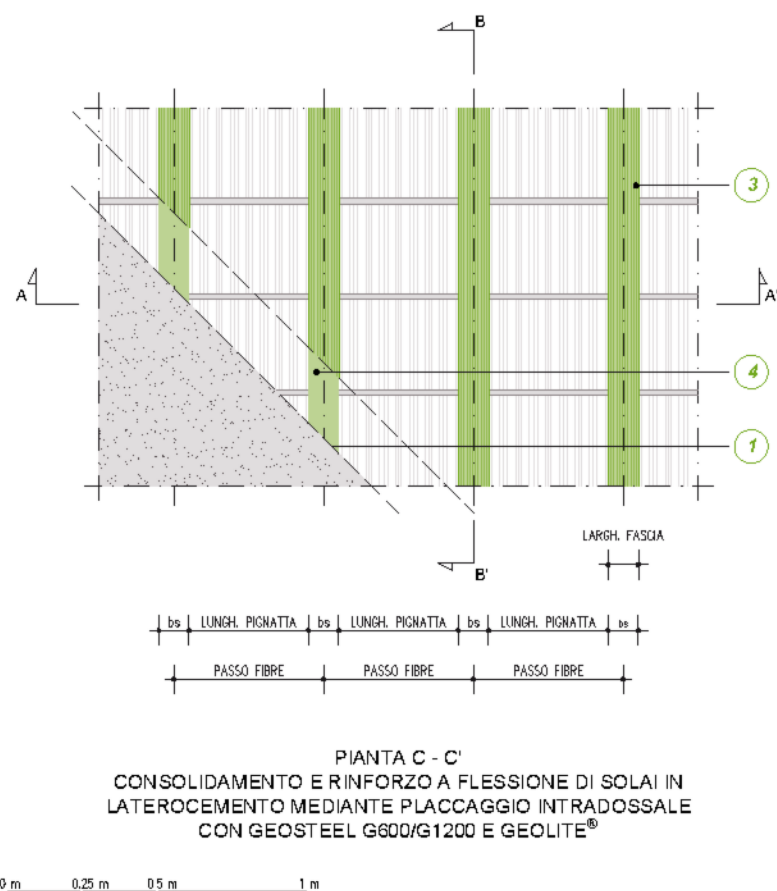 B
3
A
A'
4
1
B'
LARGH. FASCIA
bs LUNGH. PIGNATTA bs LUNGH. PIGNATTA bs LUNGH. PIGNATTA bs
PASSO FIBRE PASSO FIBRE PASSO FIBRE
PIANTA C - C'
CONSOLIDAMENTO E RINFORZO A FLESSIONE DI SOLAI IN
LATEROCEMENTO MEDIANTE PLACCAGGIO INTRADOSSALE
CON GEOSTEEL G600/G1200 E GEOLITE®
0 m 0.25 m 0.5 m 1 m